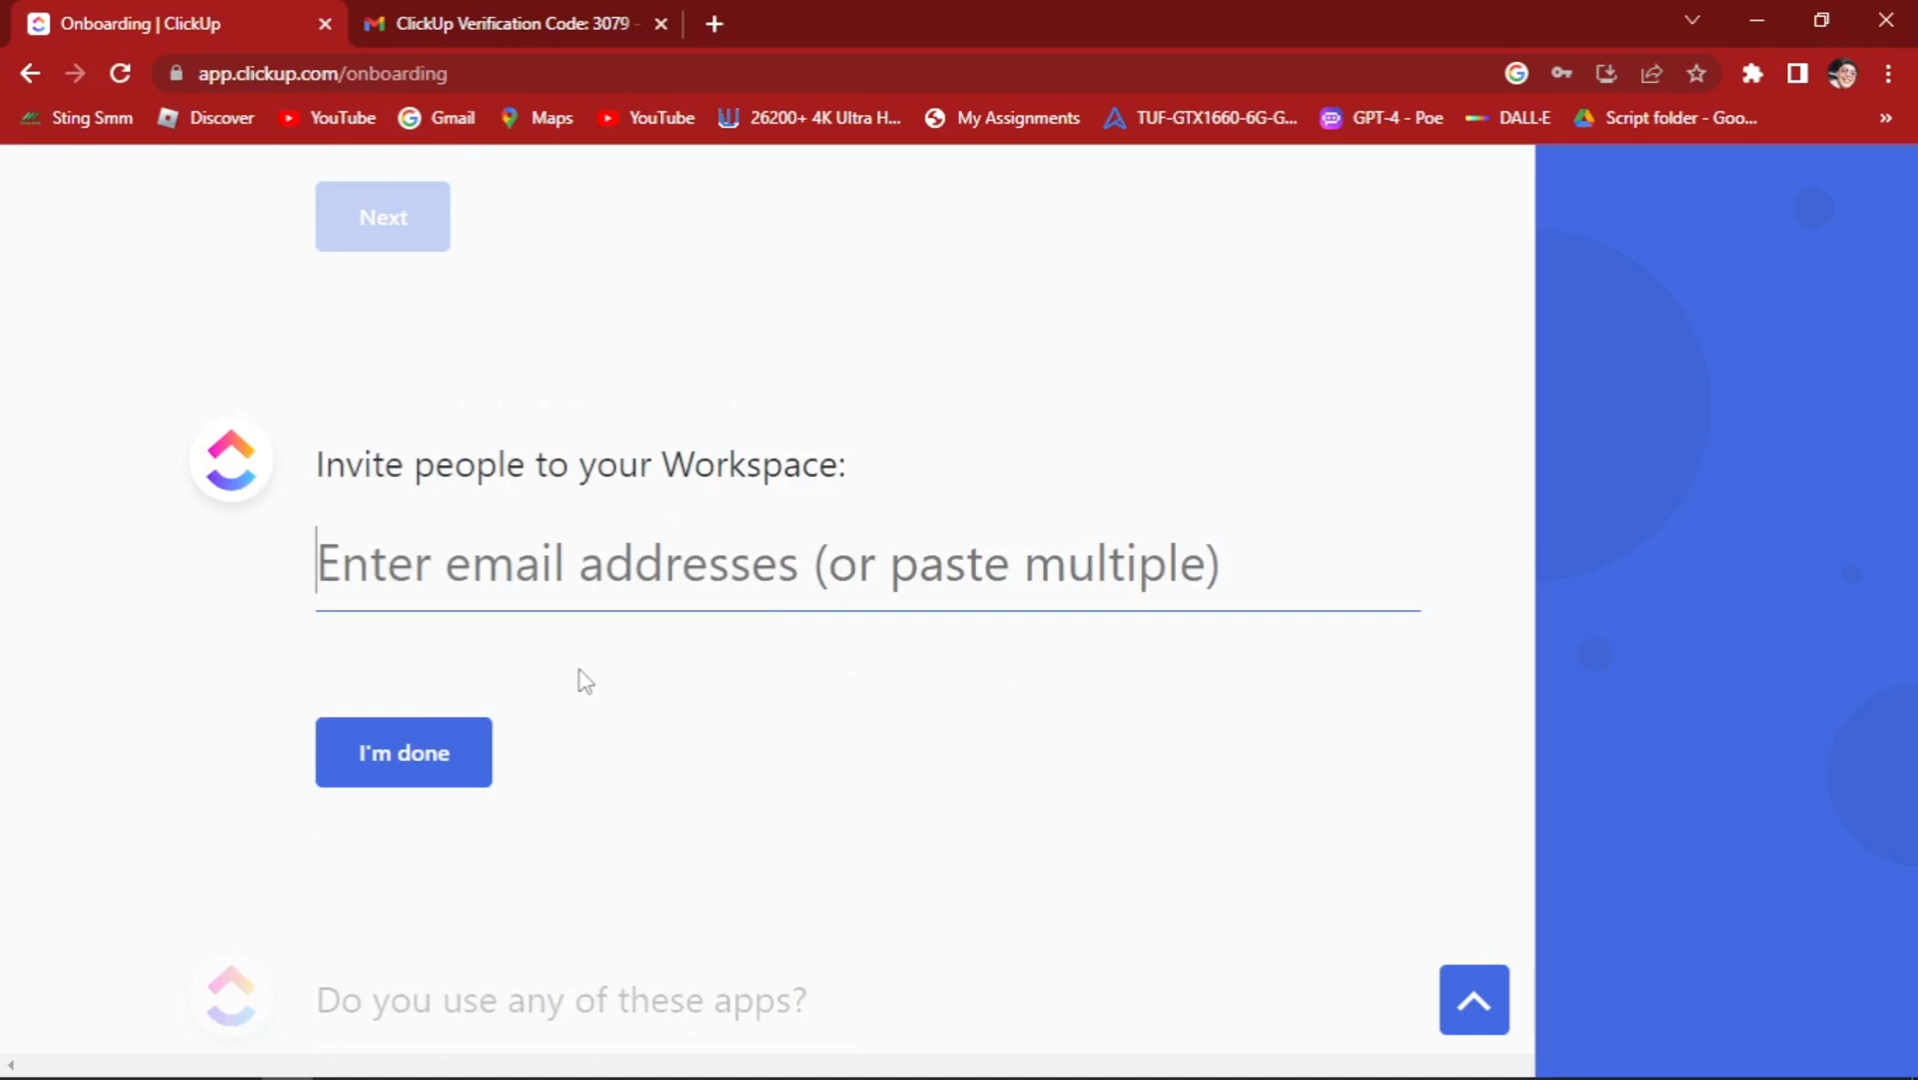 Onboarding | ClickUp
ClickUp Verification Code: 3079 -
app.clickup.com/onboarding
Sting Smm
Discover
YouTube
Gmail
Maps
YouTube
26200+ 4K Ultra H...
My Assignments
TUF-GTX1660-6G-G...
GPT-4 - Poe
DALL·E
Script folder - Goo...
Next
Invite people to your Workspace:
Enter email addresses (or paste multiple)
I'm done
Do you use any of these apps?